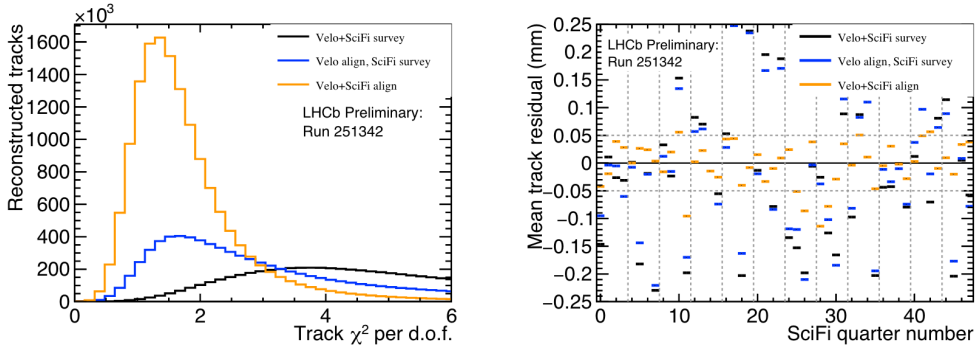 ×10³
1600
1400
1200
1000
800
600
400
200
0
0
2
4
6
Reconstructed tracks
Track χ² per d.o.f.
Velo+SciFi survey
Velo align, SciFi survey
Velo+SciFi align
LHCb Preliminary:
Run 251342
0.25
0.2
0.15
0.1
0.05
0
−0.05
−0.1
−0.15
−0.2
−0.25
0
10
20
30
40
Mean track residual (mm)
SciFi quarter number
LHCb Preliminary:
Run 251342
Velo+SciFi survey
Velo align, SciFi survey
Velo+SciFi align